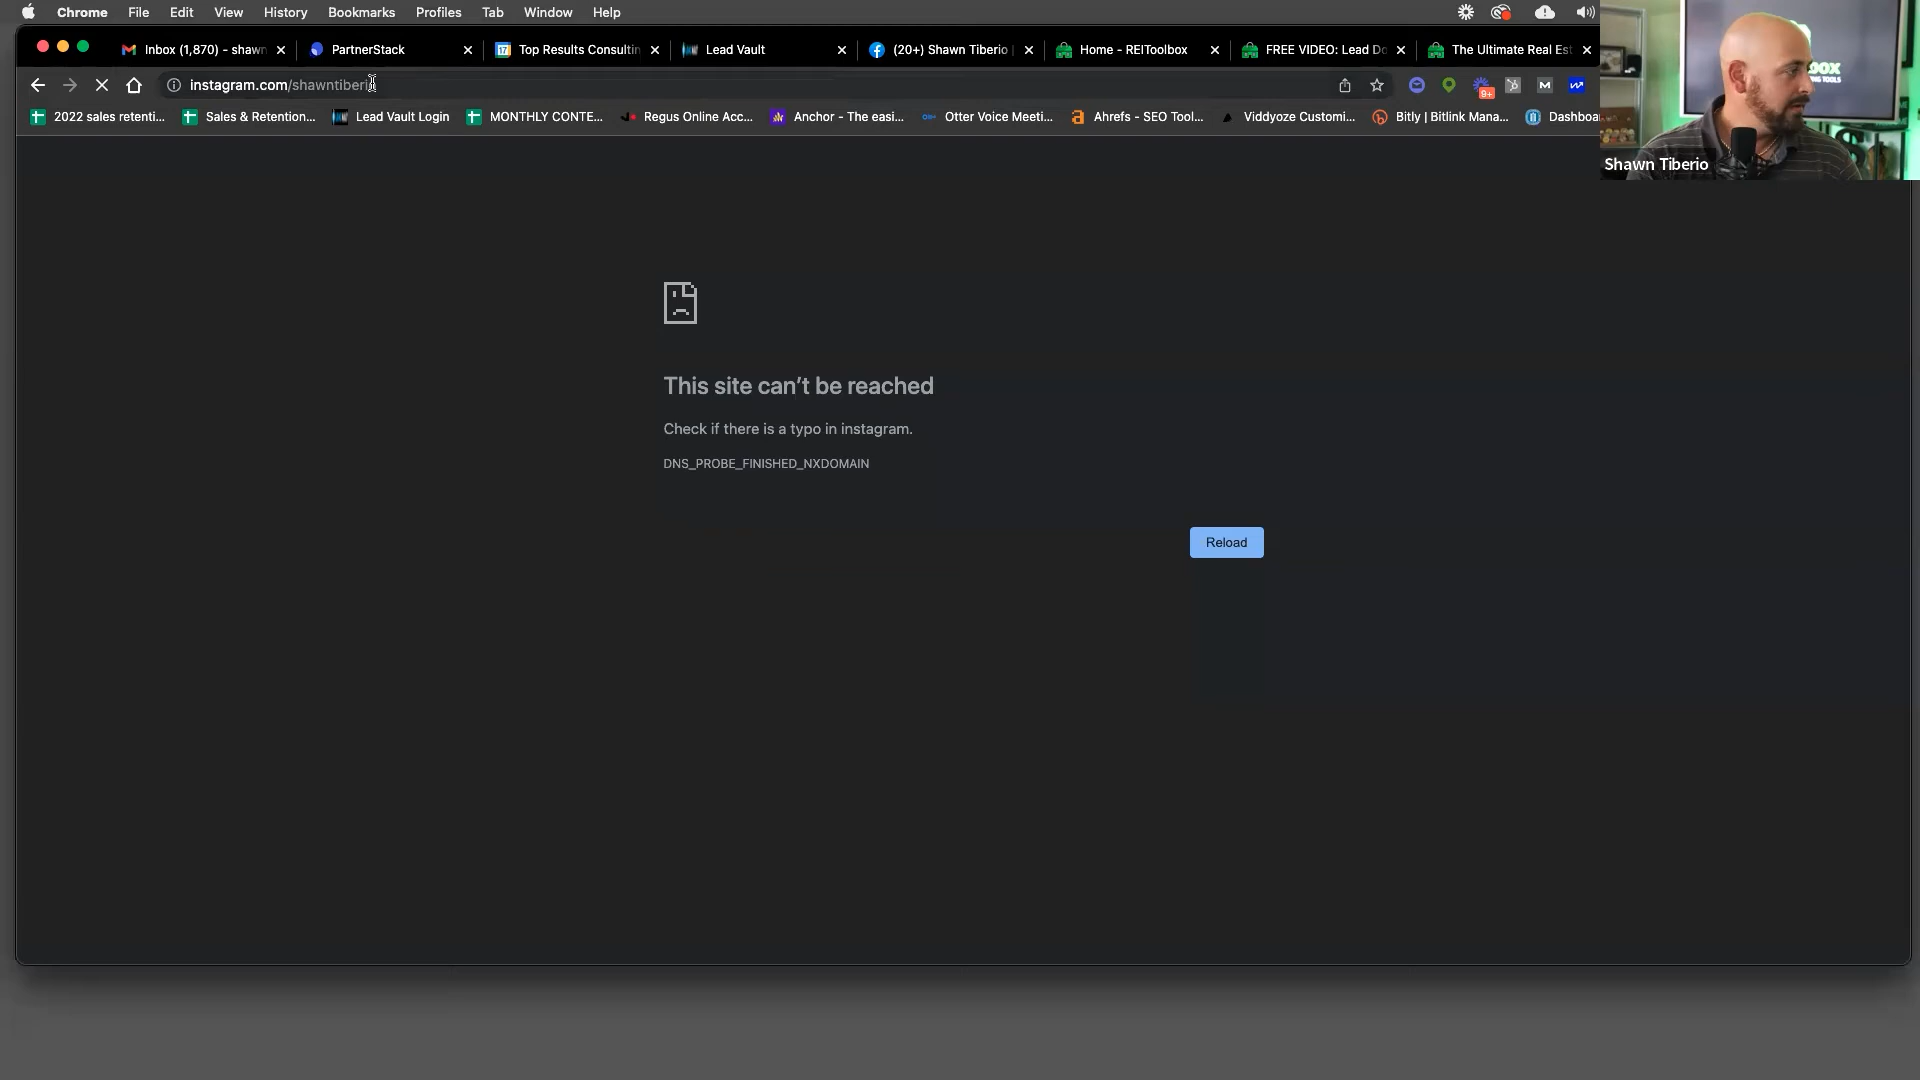 Chrome File Edit View History Bookmarks Profiles Tab Window Help
Inbox (1,870) - shawn PartnerStack Top Results Consultin Lead Vault (20+) Shawn Tiberio Home - REIToolbox FREE VIDEO: Lead Do The Ultimate Real Est
instagram.com/shawntiberio
9+
2022 sales retenti... Sales & Retention... Lead Vault Login MONTHLY CONTE... Regus Online Acc... Anchor - The easi... Otter Voice Meeti... Ahrefs - SEO Tool... Viddyoze Customi... Bitly | Bitlink Mana... Dashboa
Shawn Tiberio
This site can't be reached
Check if there is a typo in instagram.
DNS_PROBE_FINISHED_NXDOMAIN
Reload